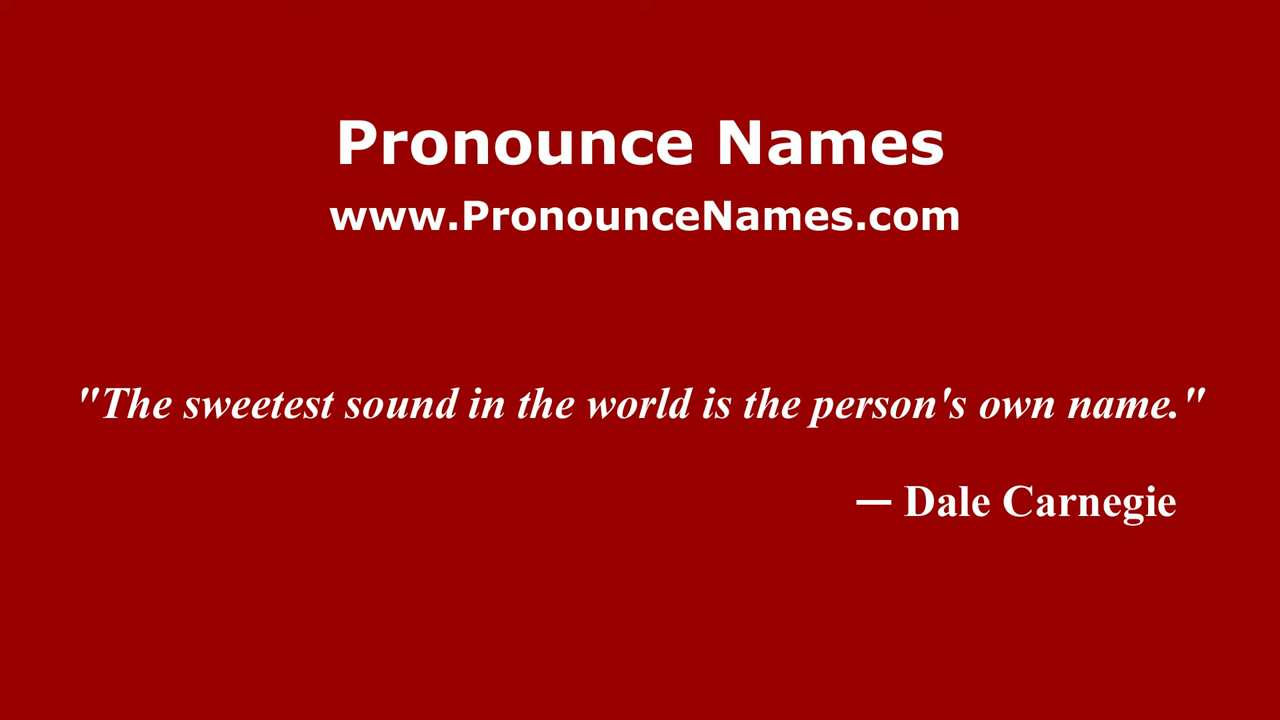 Pronounce Names
www.PronounceNames.com
"The sweetest sound in the world is the person's own name."
— Dale Carnegie